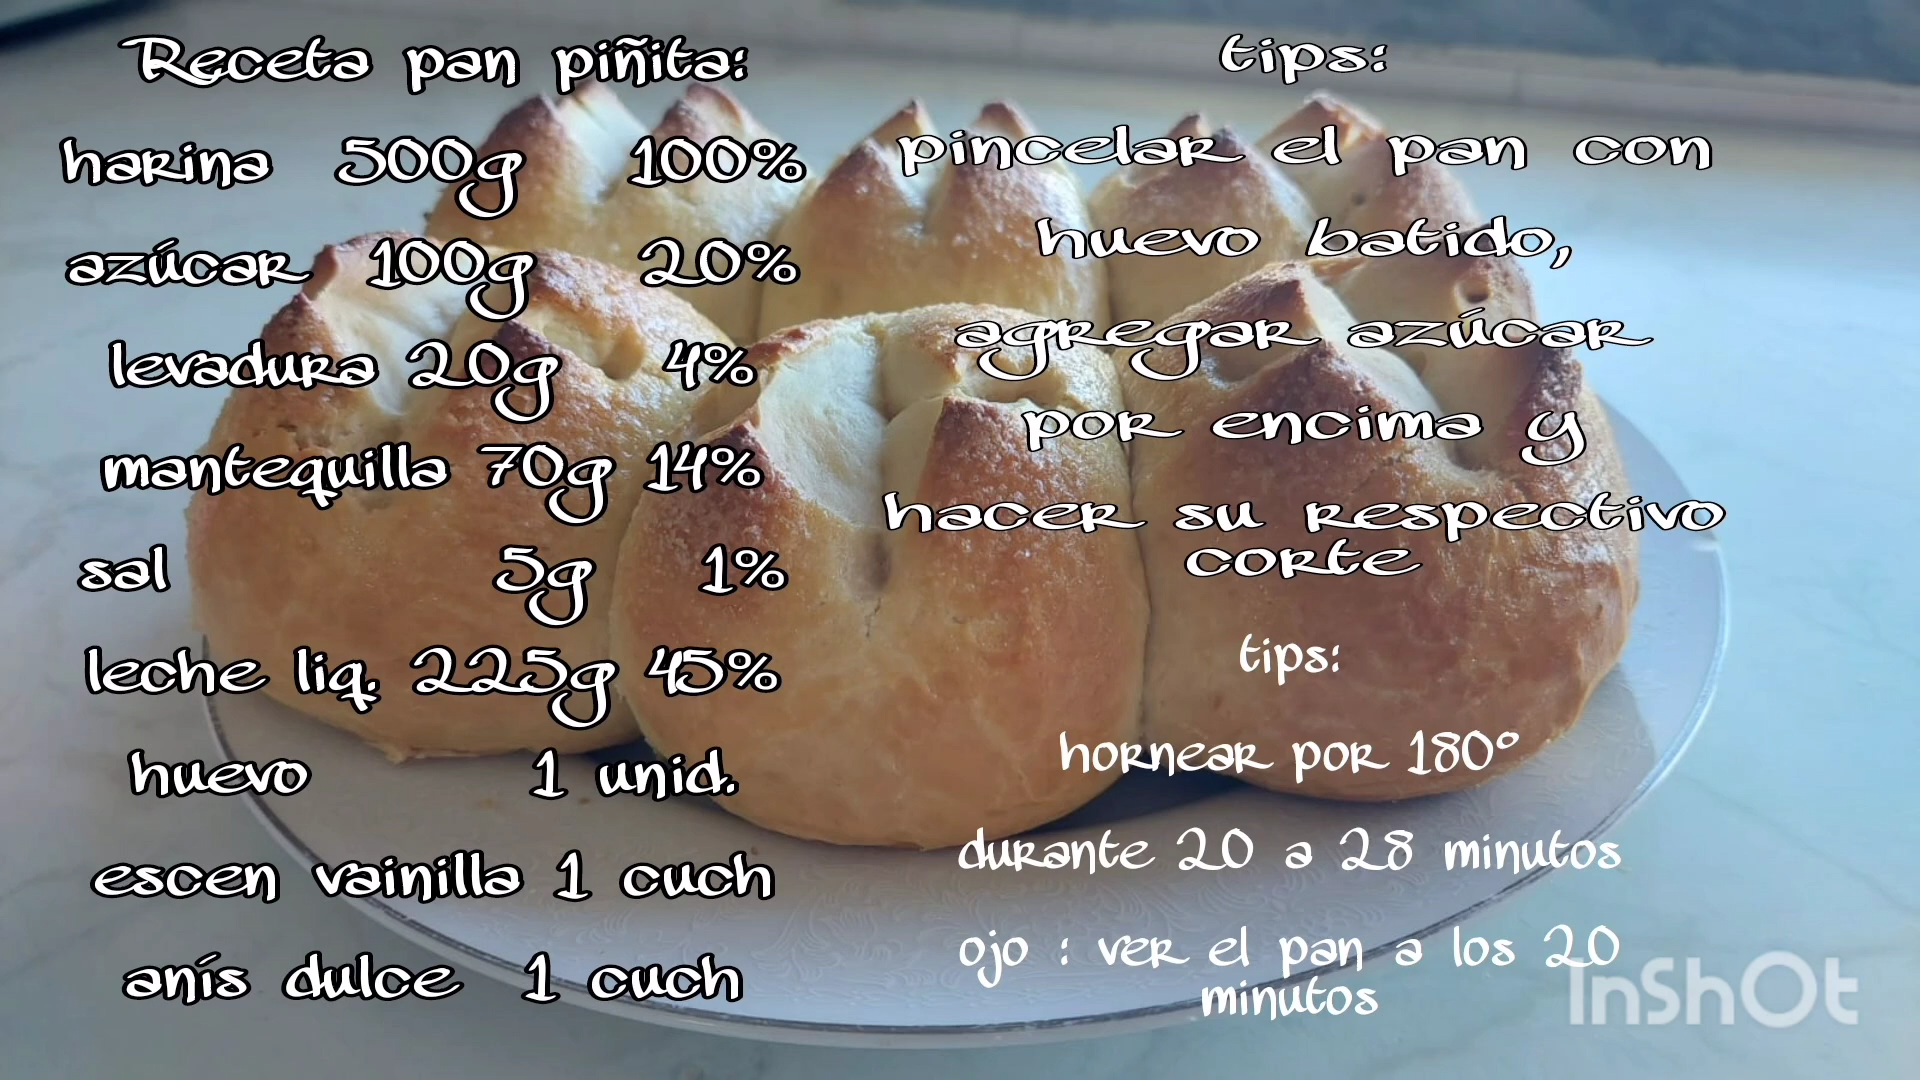 Receta pan piñita:
harina 500g 100%
azúcar 100g 20%
levadura 20g 4%
mantequilla 70g 14%
sal 5g 1%
leche liq. 225g 45%
huevo 1 unid.
escen vainilla 1 cuch
anís dulce 1 cuch
tips:
pincelar el pan con
huevo batido,
agregar azúcar
por encima y
hacer su respectivo
corte
tips:
hornear por 180°
durante 20 a 28 minutos
ojo : ver el pan a los 20
minutos
InShOt